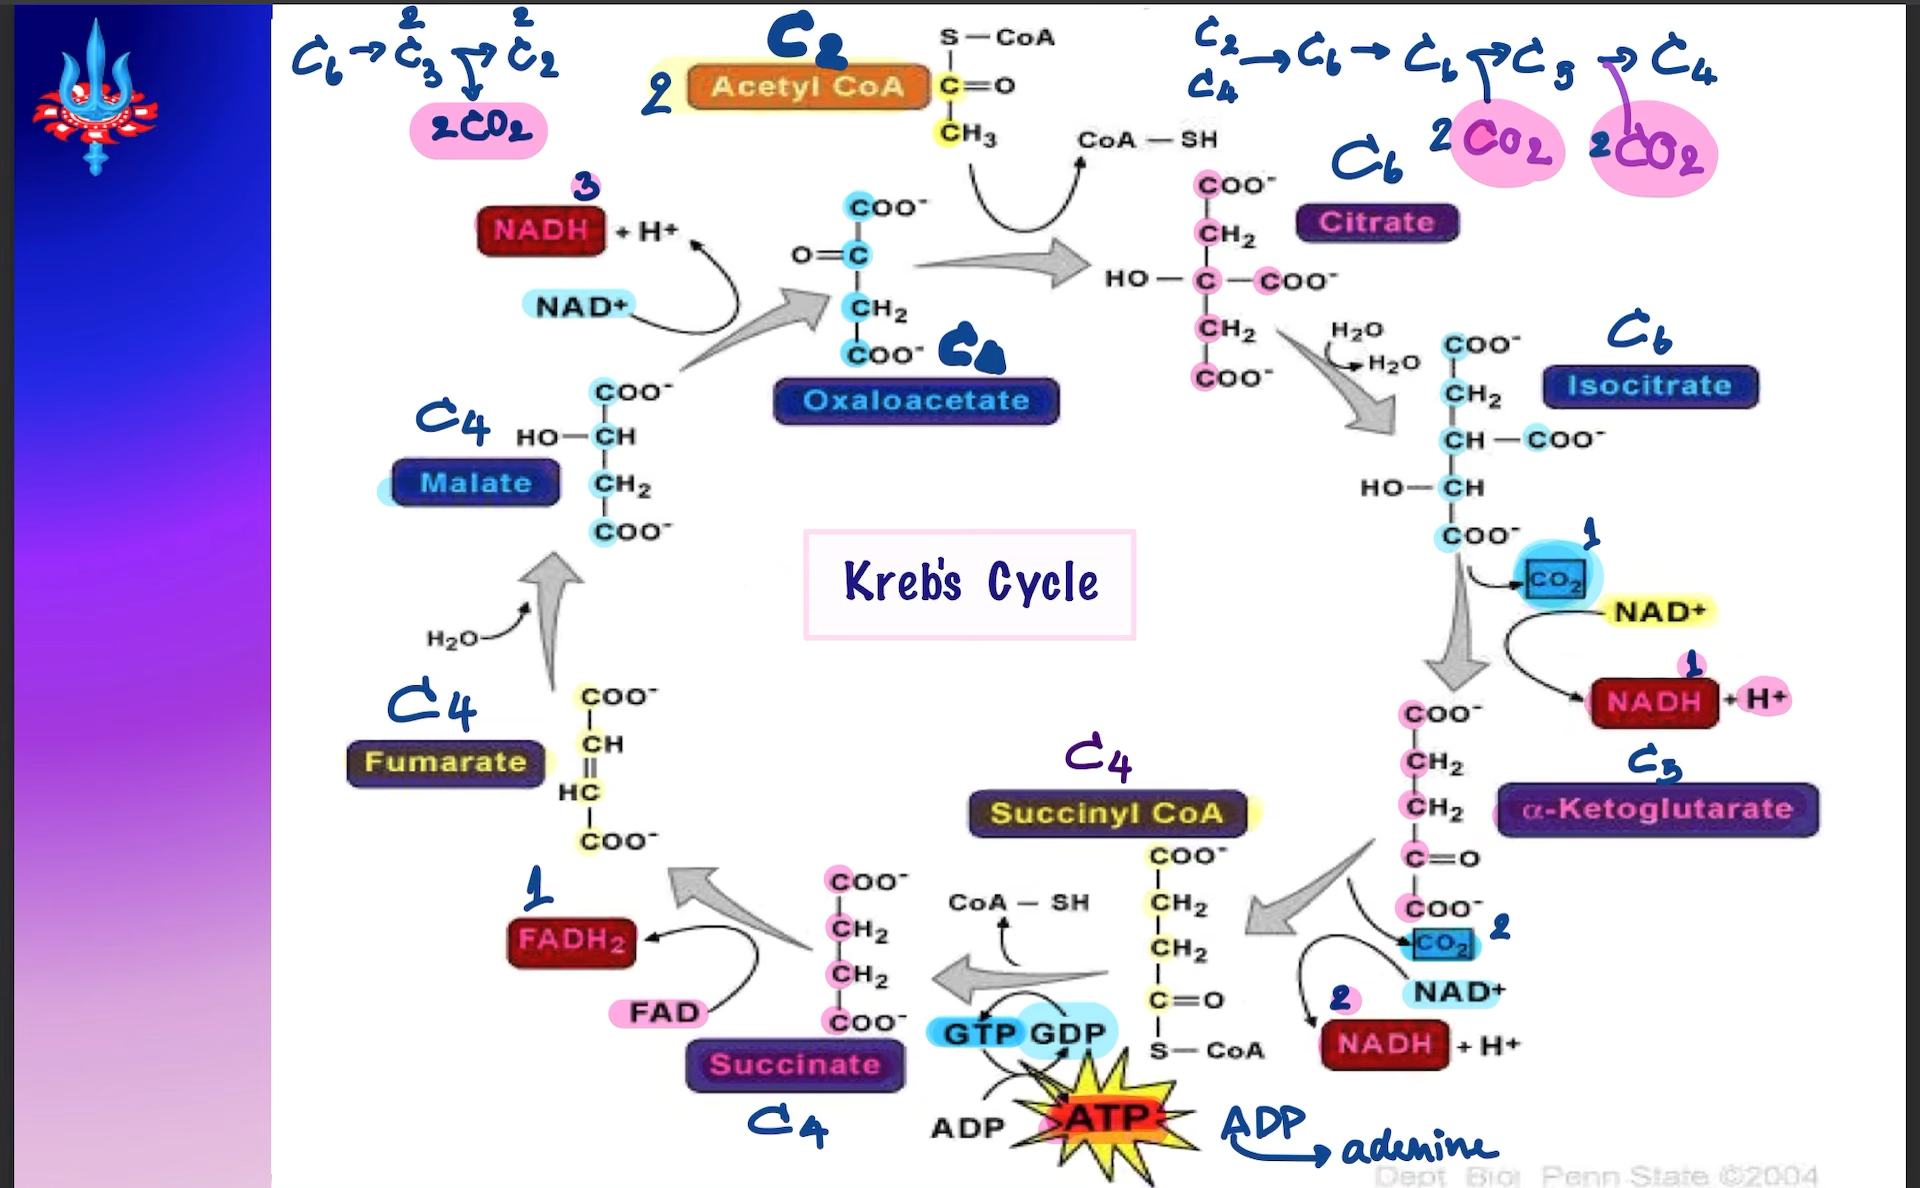 C6 → 2 C3 → 2 C2
2CO2
C2
2 Acetyl CoA
S — CoA
C=O
CH3
CoA — SH
C2
C4
→ C6 → C6 → C5 → C4
2 CO2
2 CO2
3
NADH + H+
NAD+
COO-
O=C
CH2
COO-
C4
Oxaloacetate
C6
Citrate
COO-
CH2
HO — C — COO-
CH2
COO-
H2O
H2O
C6
Isocitrate
COO-
CH2
CH — COO-
HO — CH
COO-
1
CO2
NAD+
1
NADH + H+
C5
α-Ketoglutarate
COO-
CH2
CH2
C=O
COO-
CO2 2
NAD+
2
NADH + H+
C4
Succinyl CoA
COO-
CH2
CH2
C=O
S — CoA
CoA — SH
GTP GDP
ADP
ATP
ADP → adenine
COO-
CH2
CH2
COO-
Succinate
C4
1
FADH2
FAD
C4
Fumarate
COO-
CH
HC
COO-
H2O
C4
Malate
COO-
HO — CH
CH2
COO-
Kreb's Cycle
Dept Biol Penn State ©2004